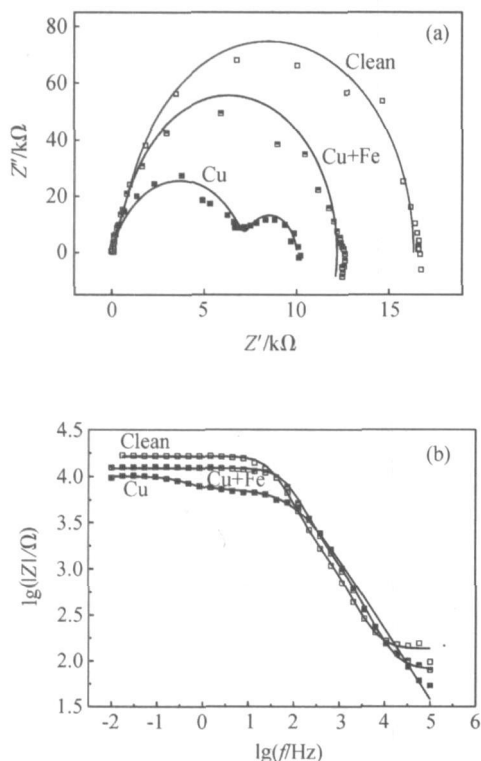 80
(a)
Clean
60
Cu+Fe
40
Cu
20
0
Z″/kΩ
0 5 10 15
Z′/kΩ
4.5
Clean
(b)
4.0
Cu+Fe
Cu
3.5
3.0
2.5
2.0
1.5
lg(|Z|/Ω)
-2 -1 0 1 2 3 4 5
lg(f/Hz)